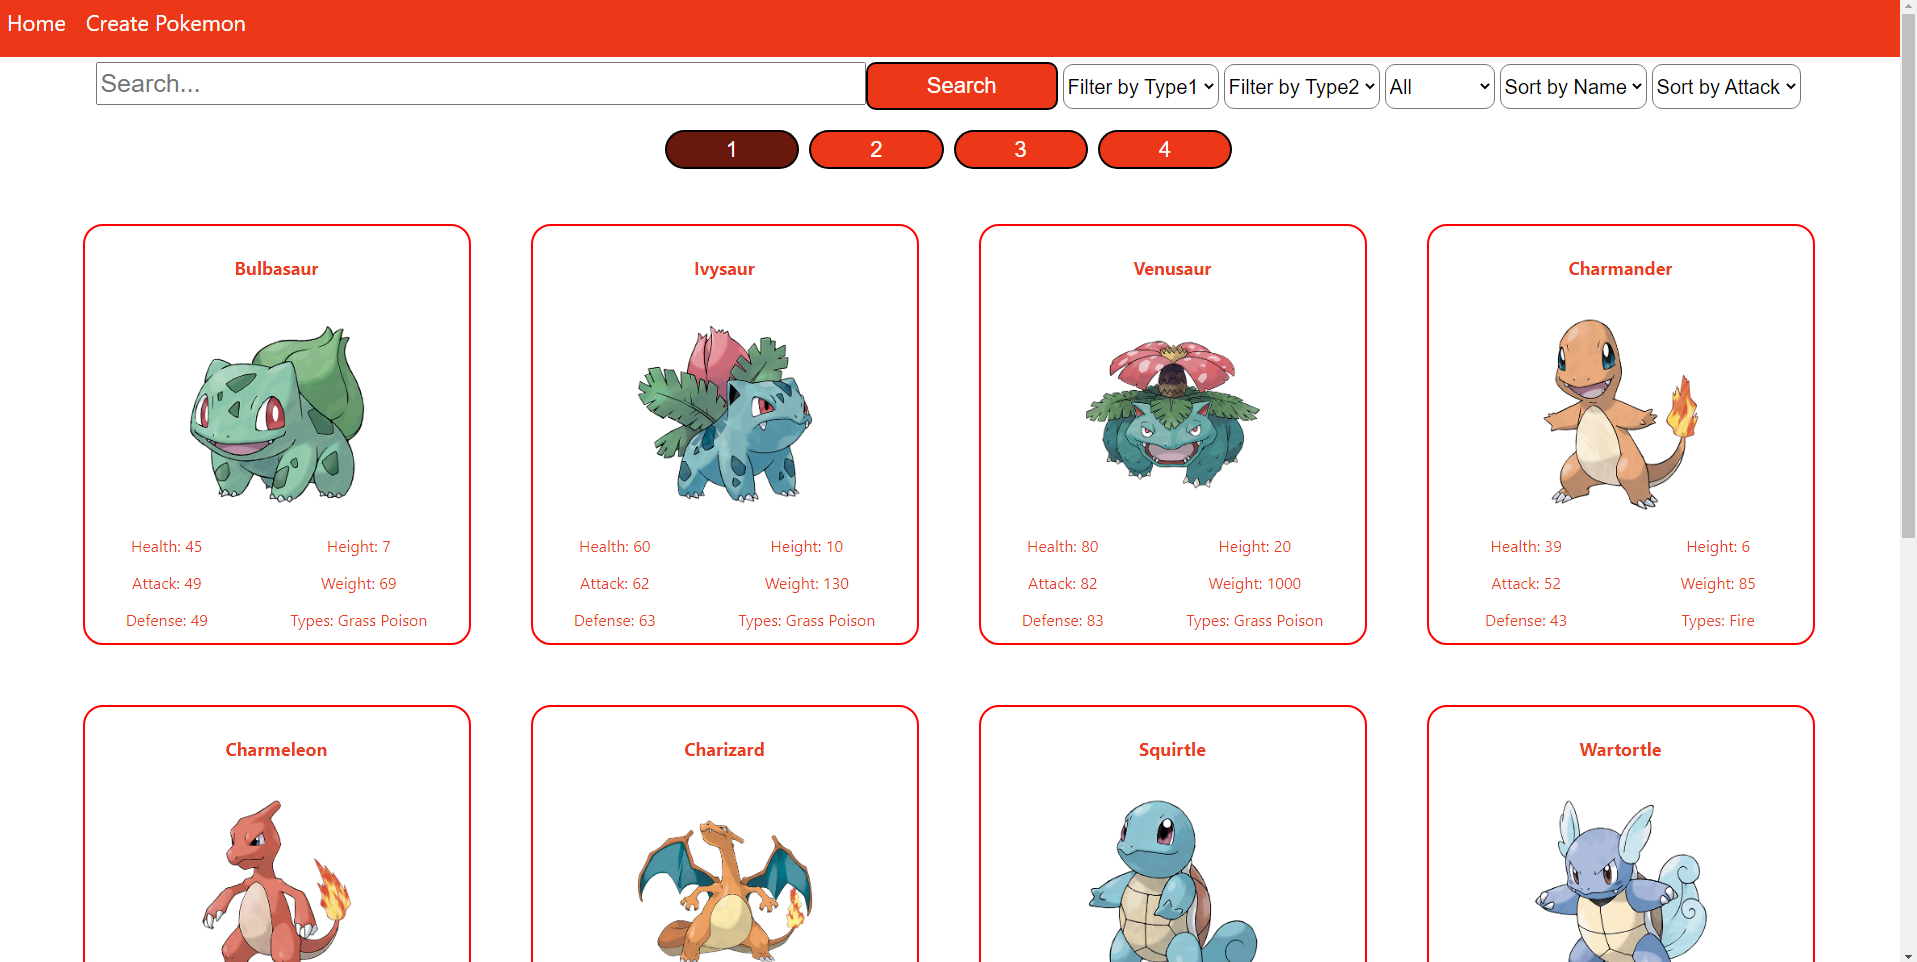 Home Create Pokemon
Search... Search Filter by Type1 Filter by Type2 All Sort by Name Sort by Attack
1 2 3 4
Bulbasaur Ivysaur Venusaur Charmander
Health: 45 Height: 7 Health: 60 Height: 10 Health: 80 Height: 20 Health: 39 Height: 6
Attack: 49 Weight: 69 Attack: 62 Weight: 130 Attack: 82 Weight: 1000 Attack: 52 Weight: 85
Defense: 49 Types: Grass Poison Defense: 63 Types: Grass Poison Defense: 83 Types: Grass Poison Defense: 43 Types: Fire
Charmeleon Charizard Squirtle Wartortle